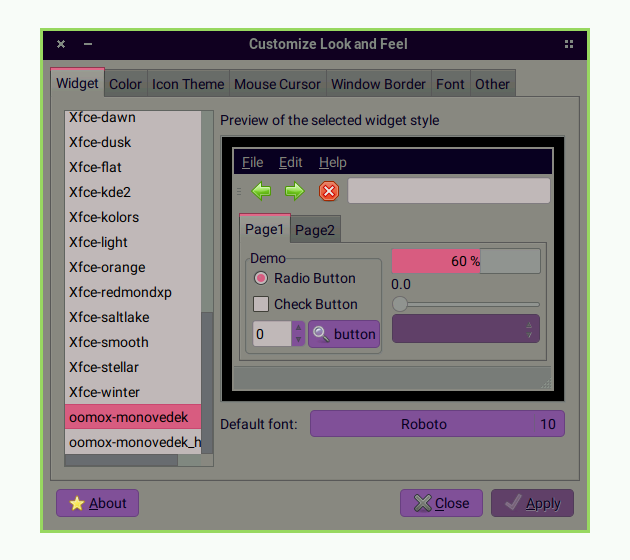 Customize Look and Feel
Widget Color Icon Theme Mouse Cursor Window Border Font Other
Xfce-dawn
Xfce-dusk
Xfce-flat
Xfce-kde2
Xfce-kolors
Xfce-light
Xfce-orange
Xfce-redmondxp
Xfce-saltlake
Xfce-smooth
Xfce-stellar
Xfce-winter
oomox-monovedek
oomox-monovedek_h
Preview of the selected widget style
File Edit Help
Page1 Page2
Demo
Radio Button
Check Button
0 button
60 %
0.0
Default font: Roboto 10
About Close Apply